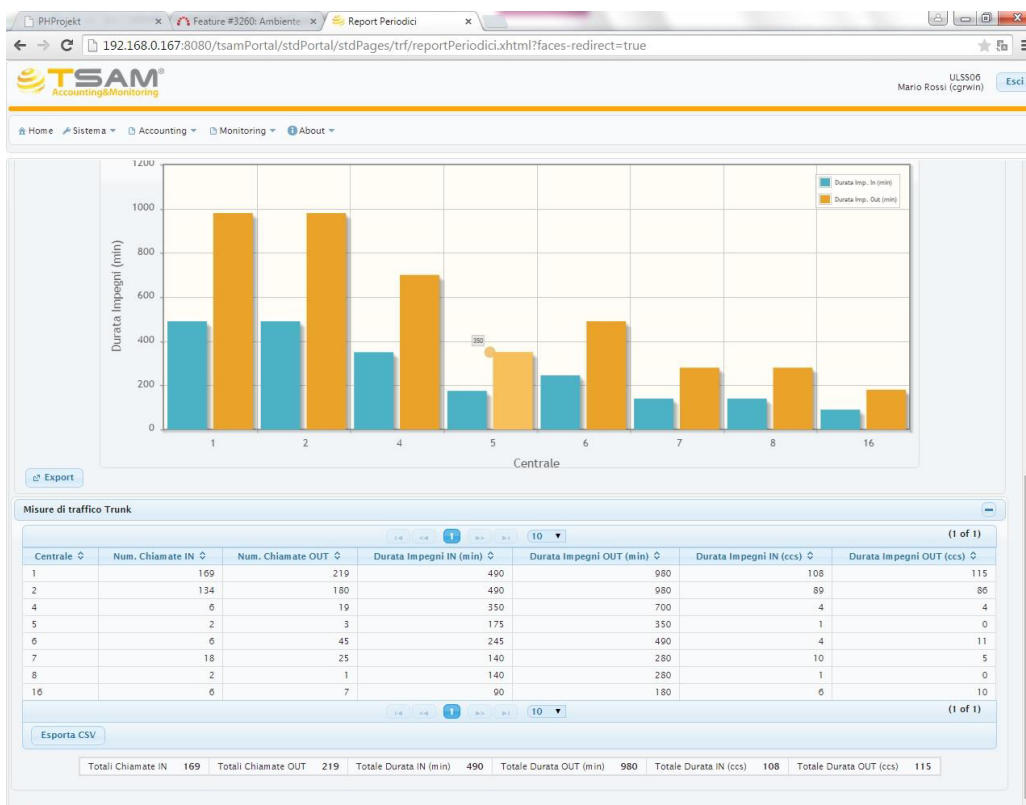 PHProjekt
Feature #3260: Ambiente
Report Periodici
192.168.0.167:8080/tsamPortal/stdPortal/stdPages/trf/reportPeriodici.xhtml?faces-redirect=true
TSAM®
Accounting&Monitoring
ULSS06
Mario Rossi (cgrwin)
Esci
Home Sistema Accounting Monitoring About
1200
1000
800
600
400
200
0
Durata Impegni (min)
Durata Imp. In (min)
Durata Imp. Out (min)
350
1 2 4 5 6 7 8 16
Centrale
Export
Misure di traffico Trunk
1 10 (1 of 1)
Centrale Num. Chiamate IN Num. Chiamate OUT Durata Impegni IN (min) Durata Impegni OUT (min) Durata Impegni IN (ccs) Durata Impegni OUT (ccs)
1 169 219 490 980 108 115
2 134 180 490 980 89 86
4 6 19 350 700 4 4
5 2 3 175 350 1 0
6 6 45 245 490 4 11
7 18 25 140 280 10 5
8 2 1 140 280 1 0
16 6 7 90 180 6 10
1 10 (1 of 1)
Esporta CSV
Totali Chiamate IN 169 Totali Chiamate OUT 219 Totale Durata IN (min) 490 Totale Durata OUT (min) 980 Totale Durata IN (ccs) 108 Totale Durata OUT (ccs) 115